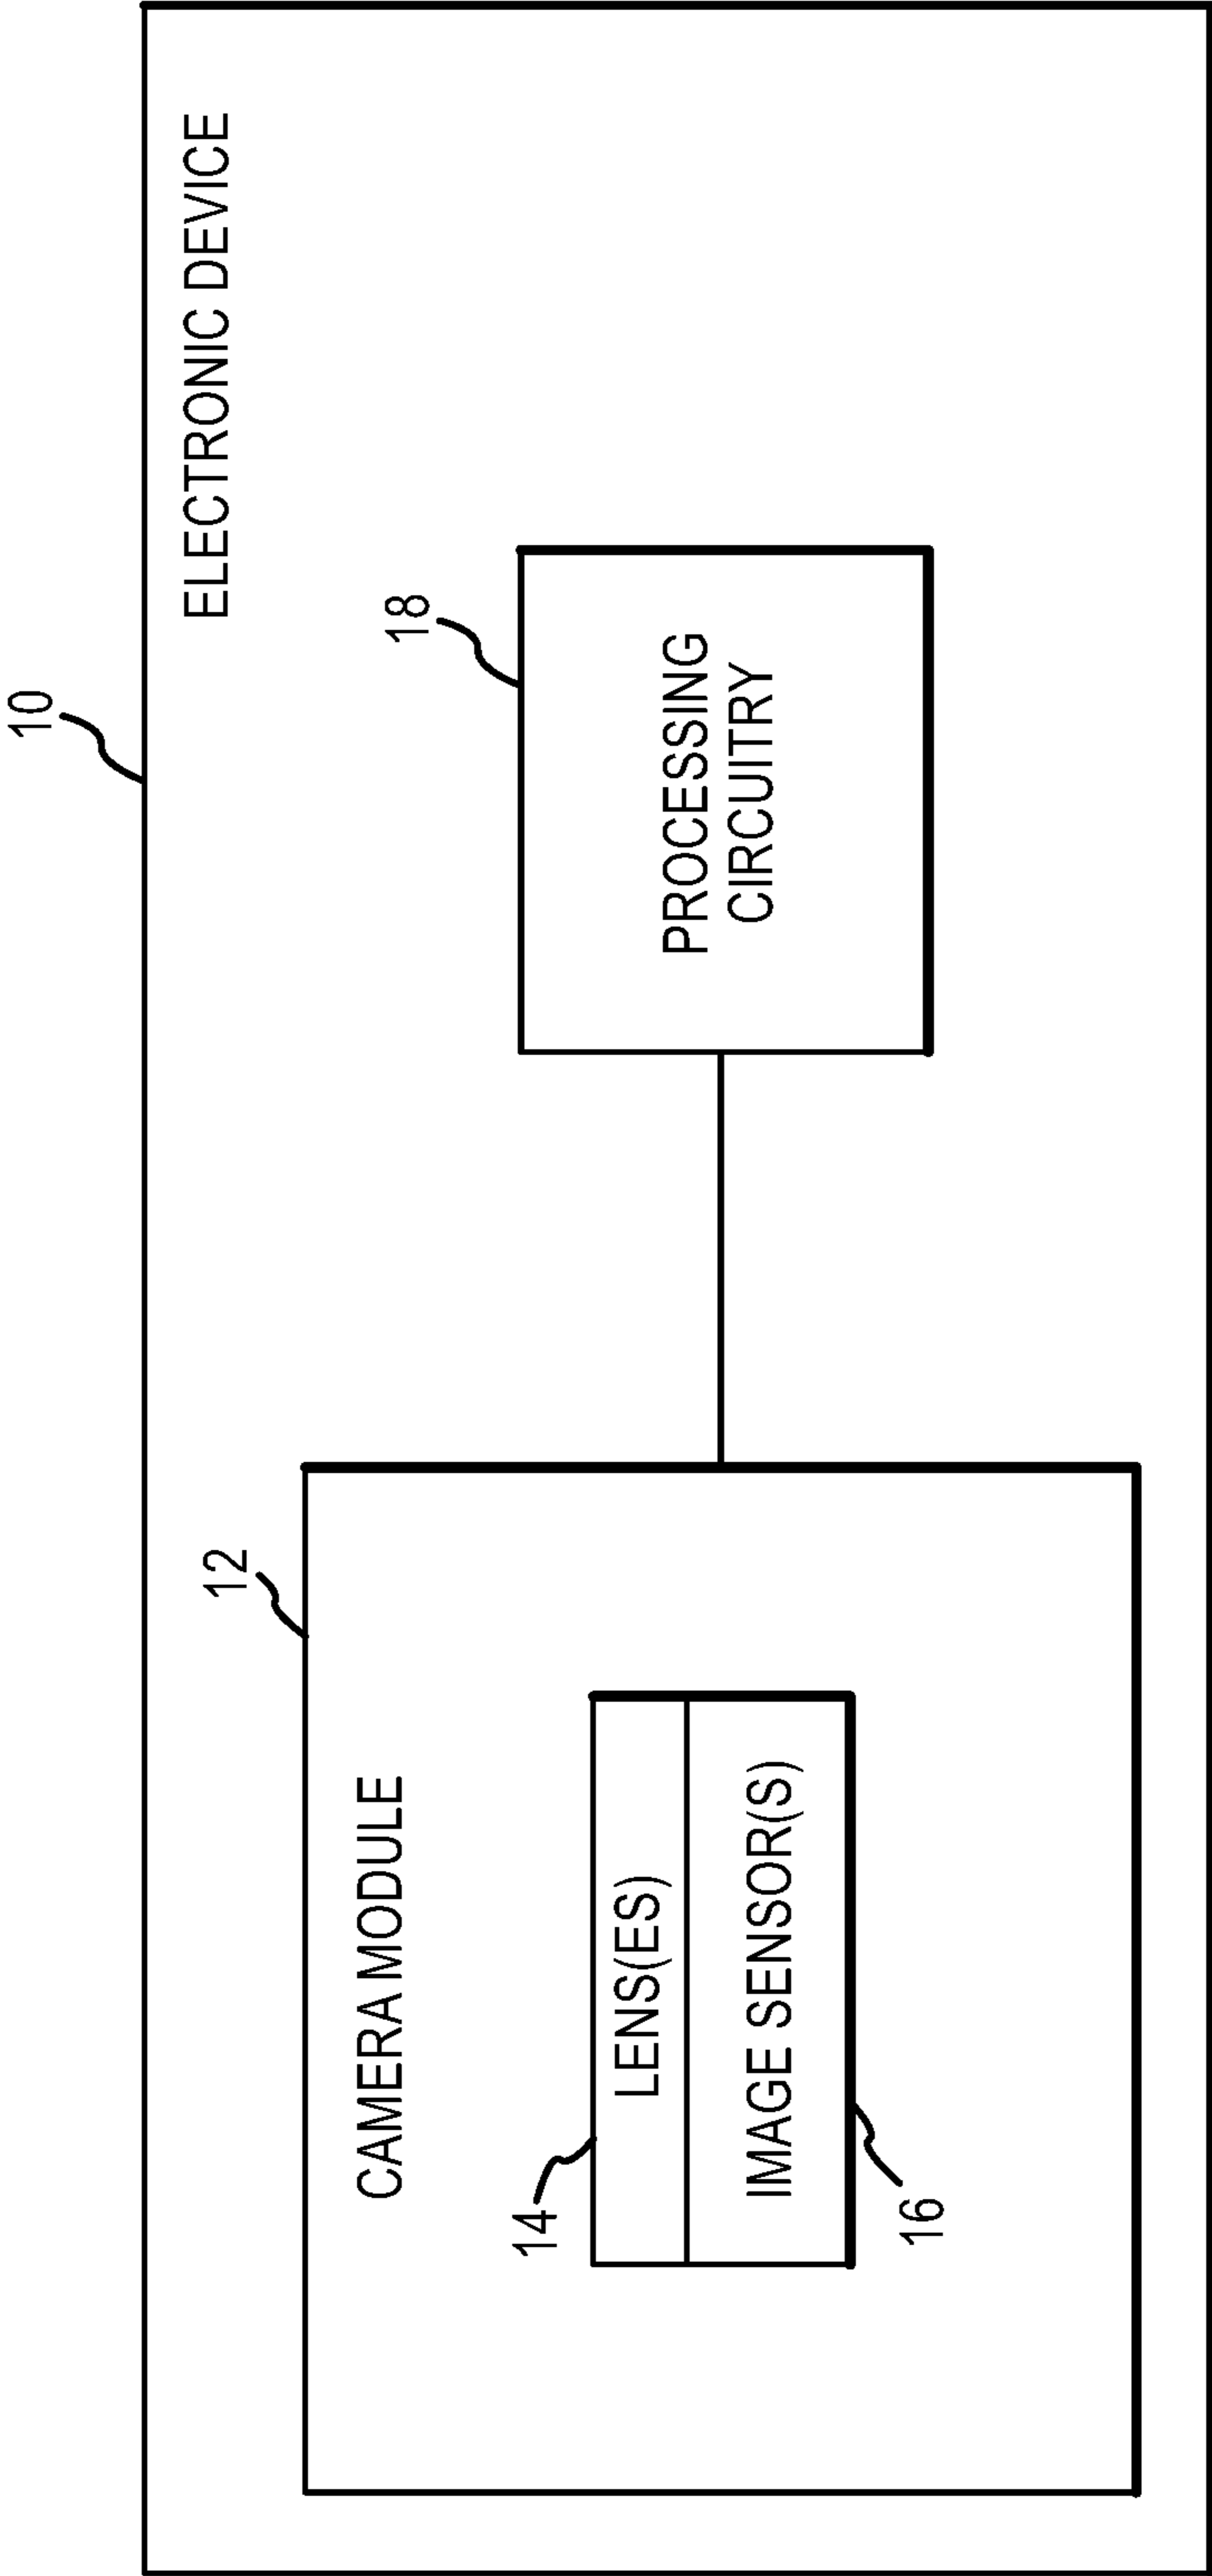 10
ELECTRONIC DEVICE
12
CAMERA MODULE
14
LENS(ES)
IMAGE SENSOR(S)
16
18
PROCESSING
CIRCUITRY